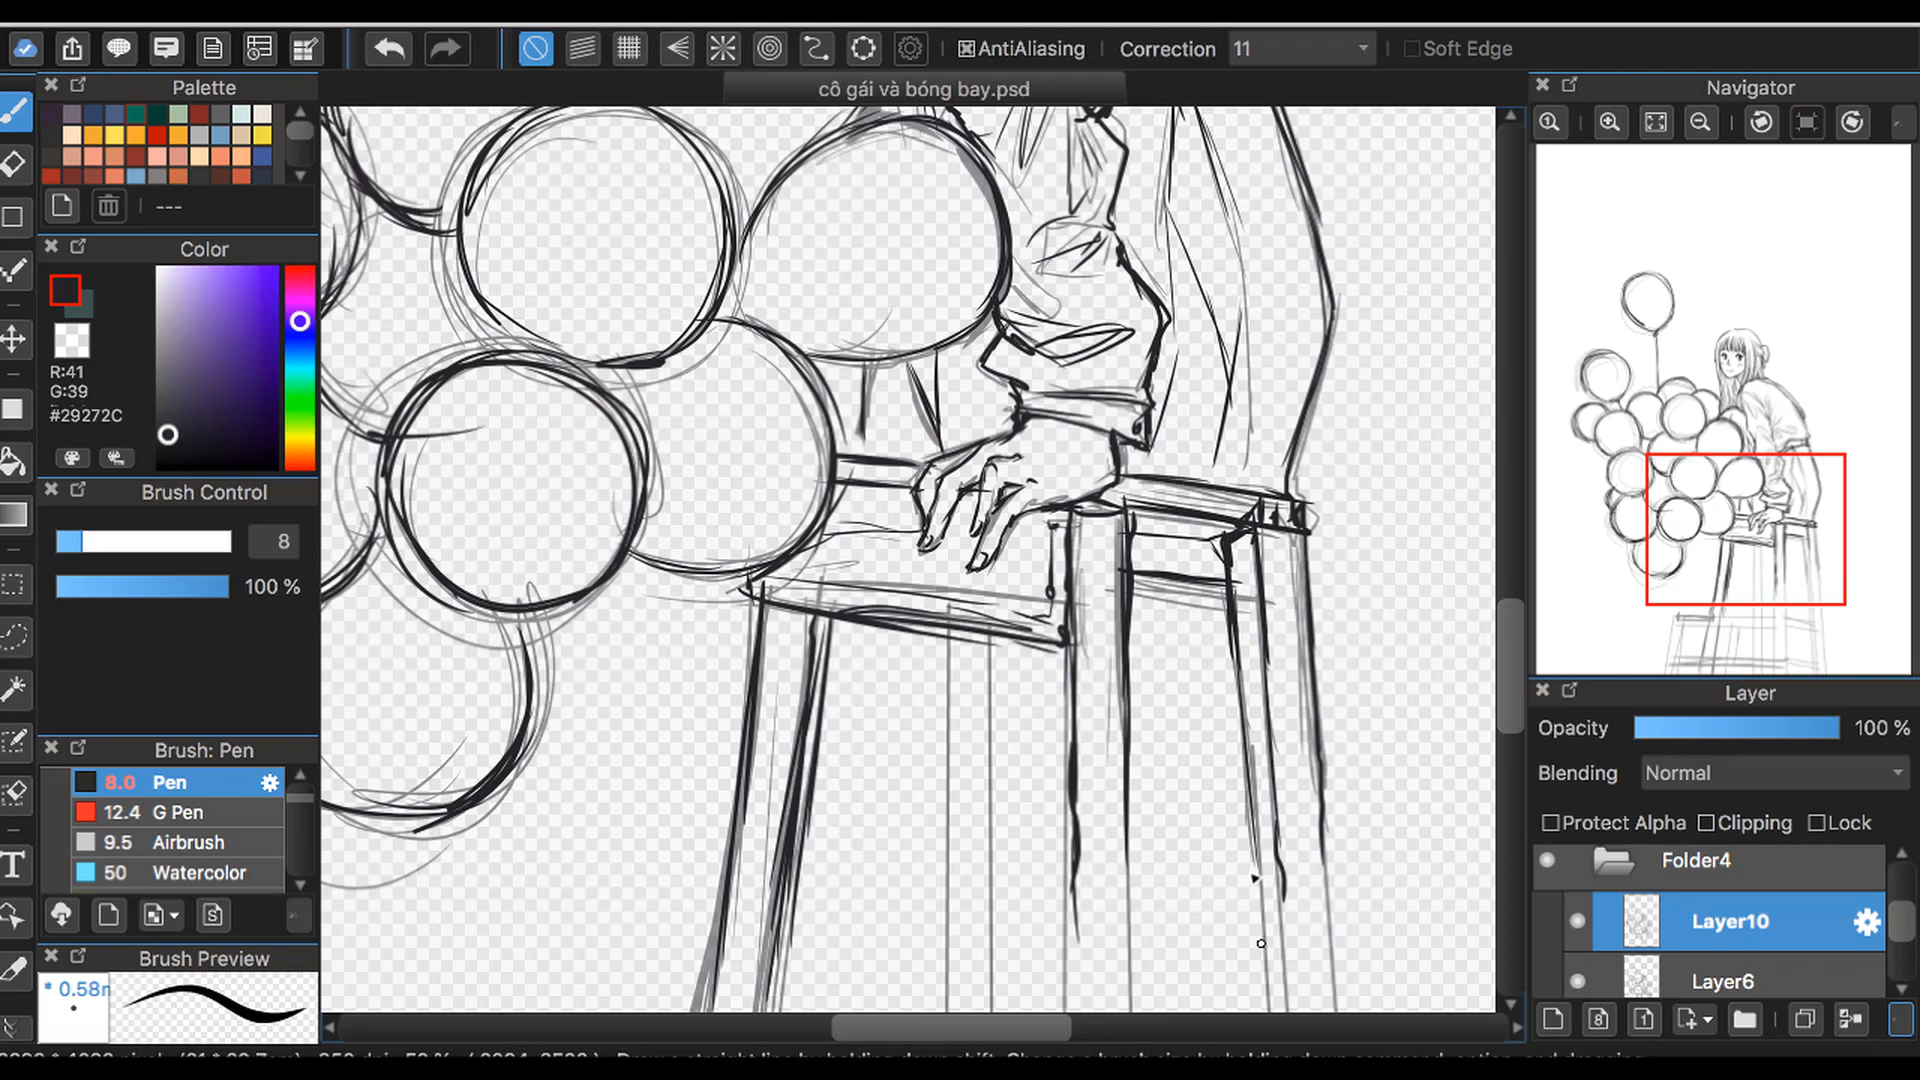 AntiAliasing
Correction
11
Soft Edge
Palette
cô gái và bóng bay.psd
Navigator
---
Color
R:41
G:39
#29272C
Brush Control
8
100 %
Brush: Pen
8.0 Pen
12.4 G Pen
9.5 Airbrush
50 Watercolor
Brush Preview
* 0.58m
Layer
Opacity
100 %
Blending
Normal
Protect Alpha
Clipping
Lock
Folder4
Layer10
Layer6